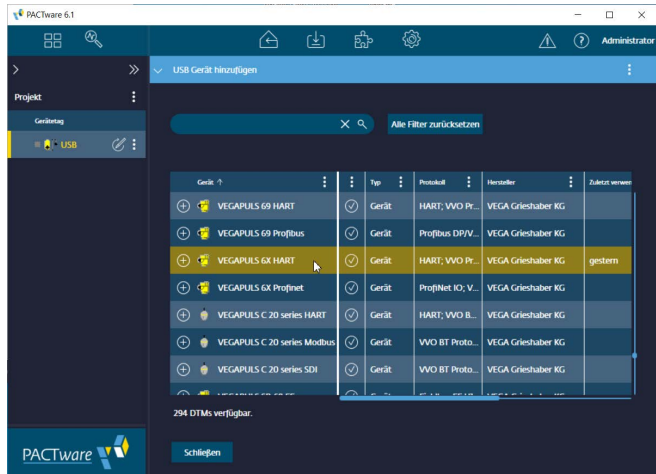 PACTware 6.1
Administrator
USB Gerät hinzufügen
Projekt
Gerätetag
USB
Alle Filter zurücksetzen
Gerät Typ Protokoll Hersteller Zuletzt verwen
VEGAPULS 69 HART Gerät HART; VVO Pr... VEGA Grieshaber KG
VEGAPULS 69 Profibus Gerät Profibus DP/V... VEGA Grieshaber KG
VEGAPULS 6X HART Gerät HART; VVO Pr... VEGA Grieshaber KG gestern
VEGAPULS 6X Profinet Gerät ProfiNet IO; V... VEGA Grieshaber KG
VEGAPULS C 20 series HART Gerät HART; VVO B... VEGA Grieshaber KG
VEGAPULS C 20 series Modbus Gerät VVO BT Proto... VEGA Grieshaber KG
VEGAPULS C 20 series SDI Gerät VVO BT Proto... VEGA Grieshaber KG
294 DTMs verfügbar.
Schließen
PACTware